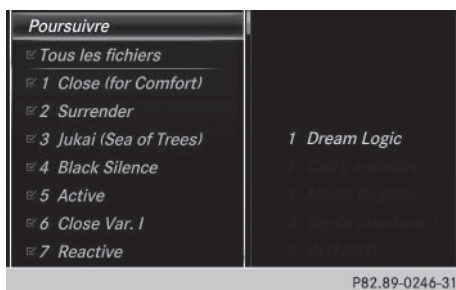 Poursuivre
Tous les fichiers
1 Close (for Comfort)
2 Surrender
3 Jukai (Sea of Trees)
4 Black Silence
5 Active
6 Close Var. I
7 Reactive
1 Dream Logic
P82.89-0246-31